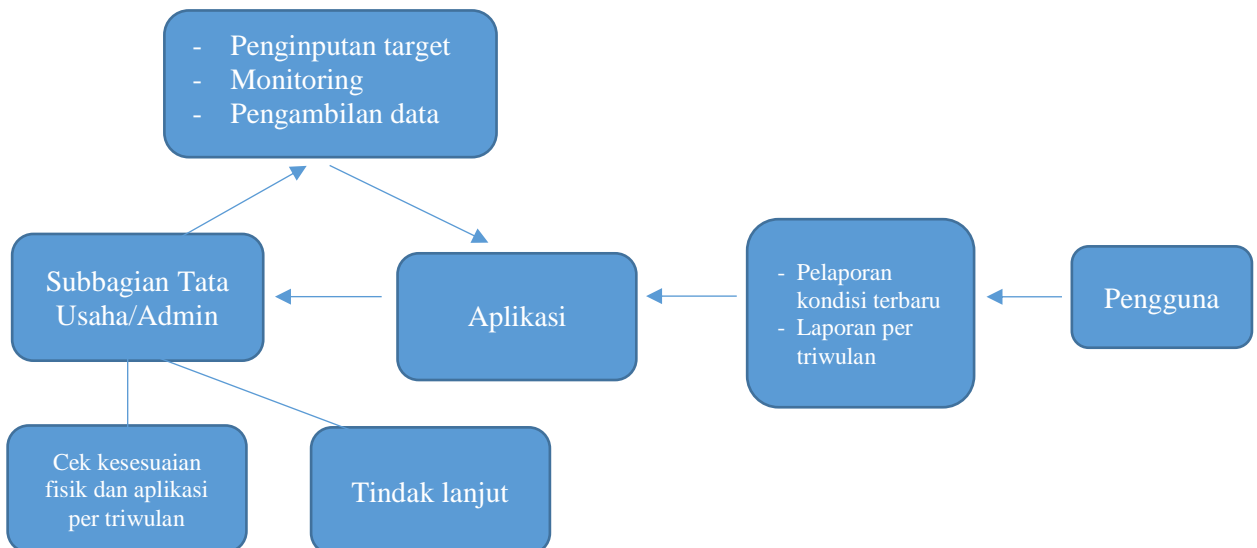 - Penginputan target
- Monitoring
- Pengambilan data
Subbagian Tata
Usaha/Admin
Aplikasi
- Pelaporan
kondisi terbaru
- Laporan per
triwulan
Pengguna
Cek kesesuaian
fisik dan aplikasi
per triwulan
Tindak lanjut